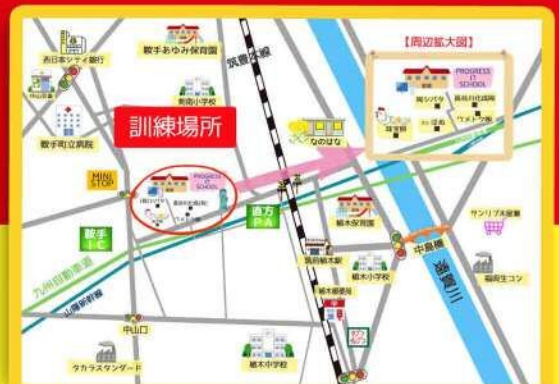 西日本シティ銀行
鞍手あゆみ保育園
筑豊本線
【周辺拡大図】
PROGRESS
IT
SCHOOL
剣南小学校
訓練場所
鞍手町立病院
なのはな
MINI
STOP
PROGRESS
IT
SCHOOL
鞍手
I・C
直方
P・A
植木保育園
サンリブ木屋瀬
中島橋
筑前植木駅
植木小学校
遠賀川
福岡生コン
九州自動車道
山陽新幹線
植木郵便局
中山口
タカラスタンダード
植木中学校